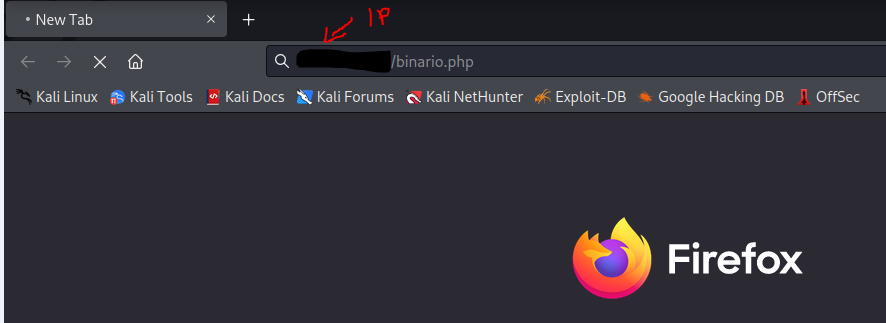 New Tab
IP
/binario.php
Kali Linux Kali Tools Kali Docs Kali Forums Kali NetHunter Exploit-DB Google Hacking DB OffSec
Firefox